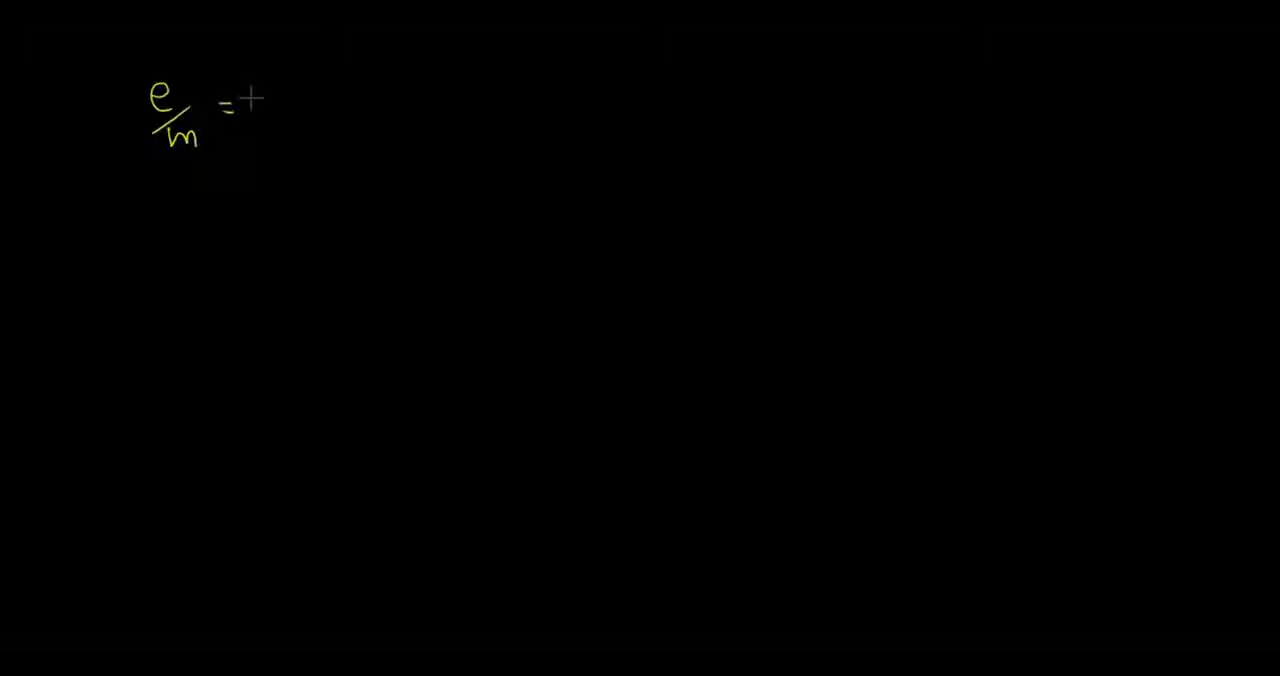 e/m =